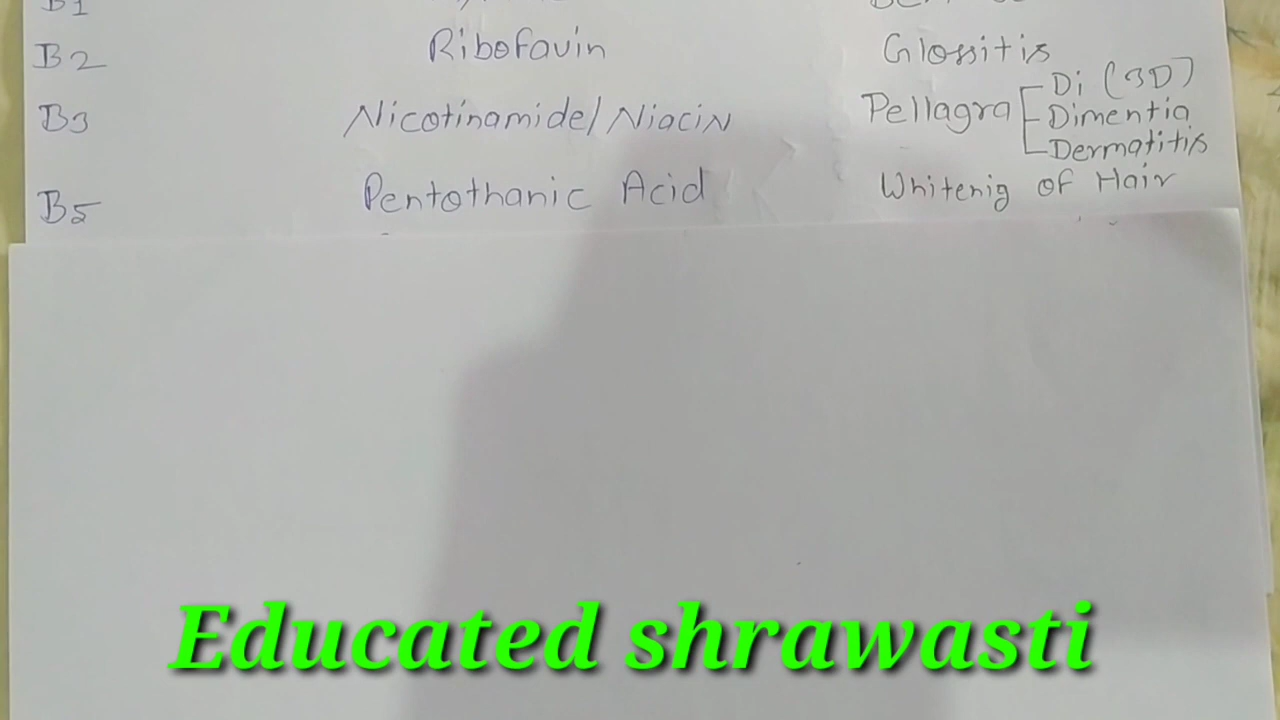 B1
B2 Ribofavin Glossitis
Di (3D)
B3 Nicotinamide/Niacin Pellagra Dimentia
Dermatitis
B5 Pentothanic Acid Whitenig of Hair
Educated shrawasti